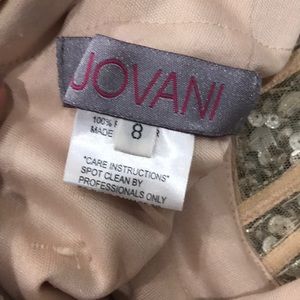 JOVANI
100%
MADE
8
"CARE INSTRUCTIONS"
SPOT CLEAN BY
PROFESSIONALS ONLY